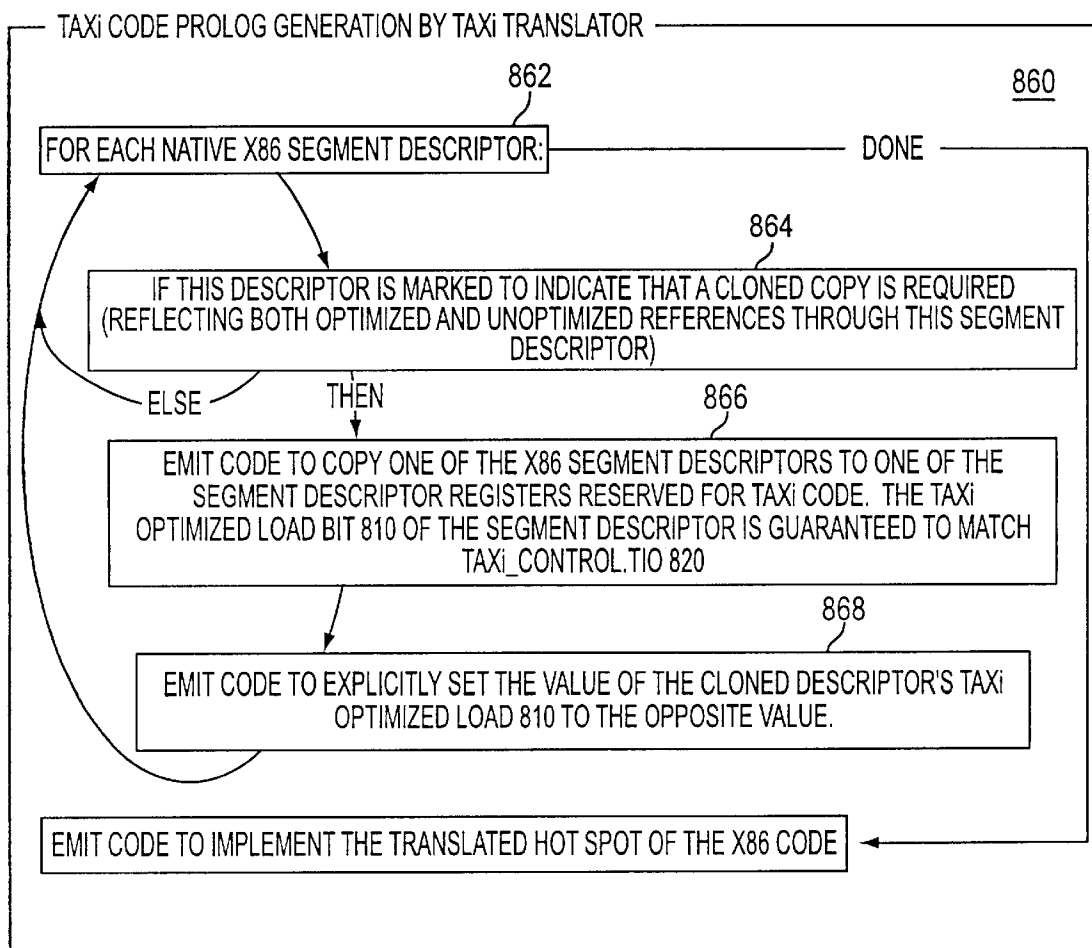 TAXi CODE PROLOG GENERATION BY TAXi TRANSLATOR
860
862
FOR EACH NATIVE X86 SEGMENT DESCRIPTOR:
DONE
864
IF THIS DESCRIPTOR IS MARKED TO INDICATE THAT A CLONED COPY IS REQUIRED
(REFLECTING BOTH OPTIMIZED AND UNOPTIMIZED REFERENCES THROUGH THIS SEGMENT
DESCRIPTOR)
ELSE
THEN
866
EMIT CODE TO COPY ONE OF THE X86 SEGMENT DESCRIPTORS TO ONE OF THE
SEGMENT DESCRIPTOR REGISTERS RESERVED FOR TAXi CODE. THE TAXi
OPTIMIZED LOAD BIT 810 OF THE SEGMENT DESCRIPTOR IS GUARANTEED TO MATCH
TAXi_CONTROL.TIO 820
868
EMIT CODE TO EXPLICITLY SET THE VALUE OF THE CLONED DESCRIPTOR'S TAXi
OPTIMIZED LOAD 810 TO THE OPPOSITE VALUE.
EMIT CODE TO IMPLEMENT THE TRANSLATED HOT SPOT OF THE X86 CODE